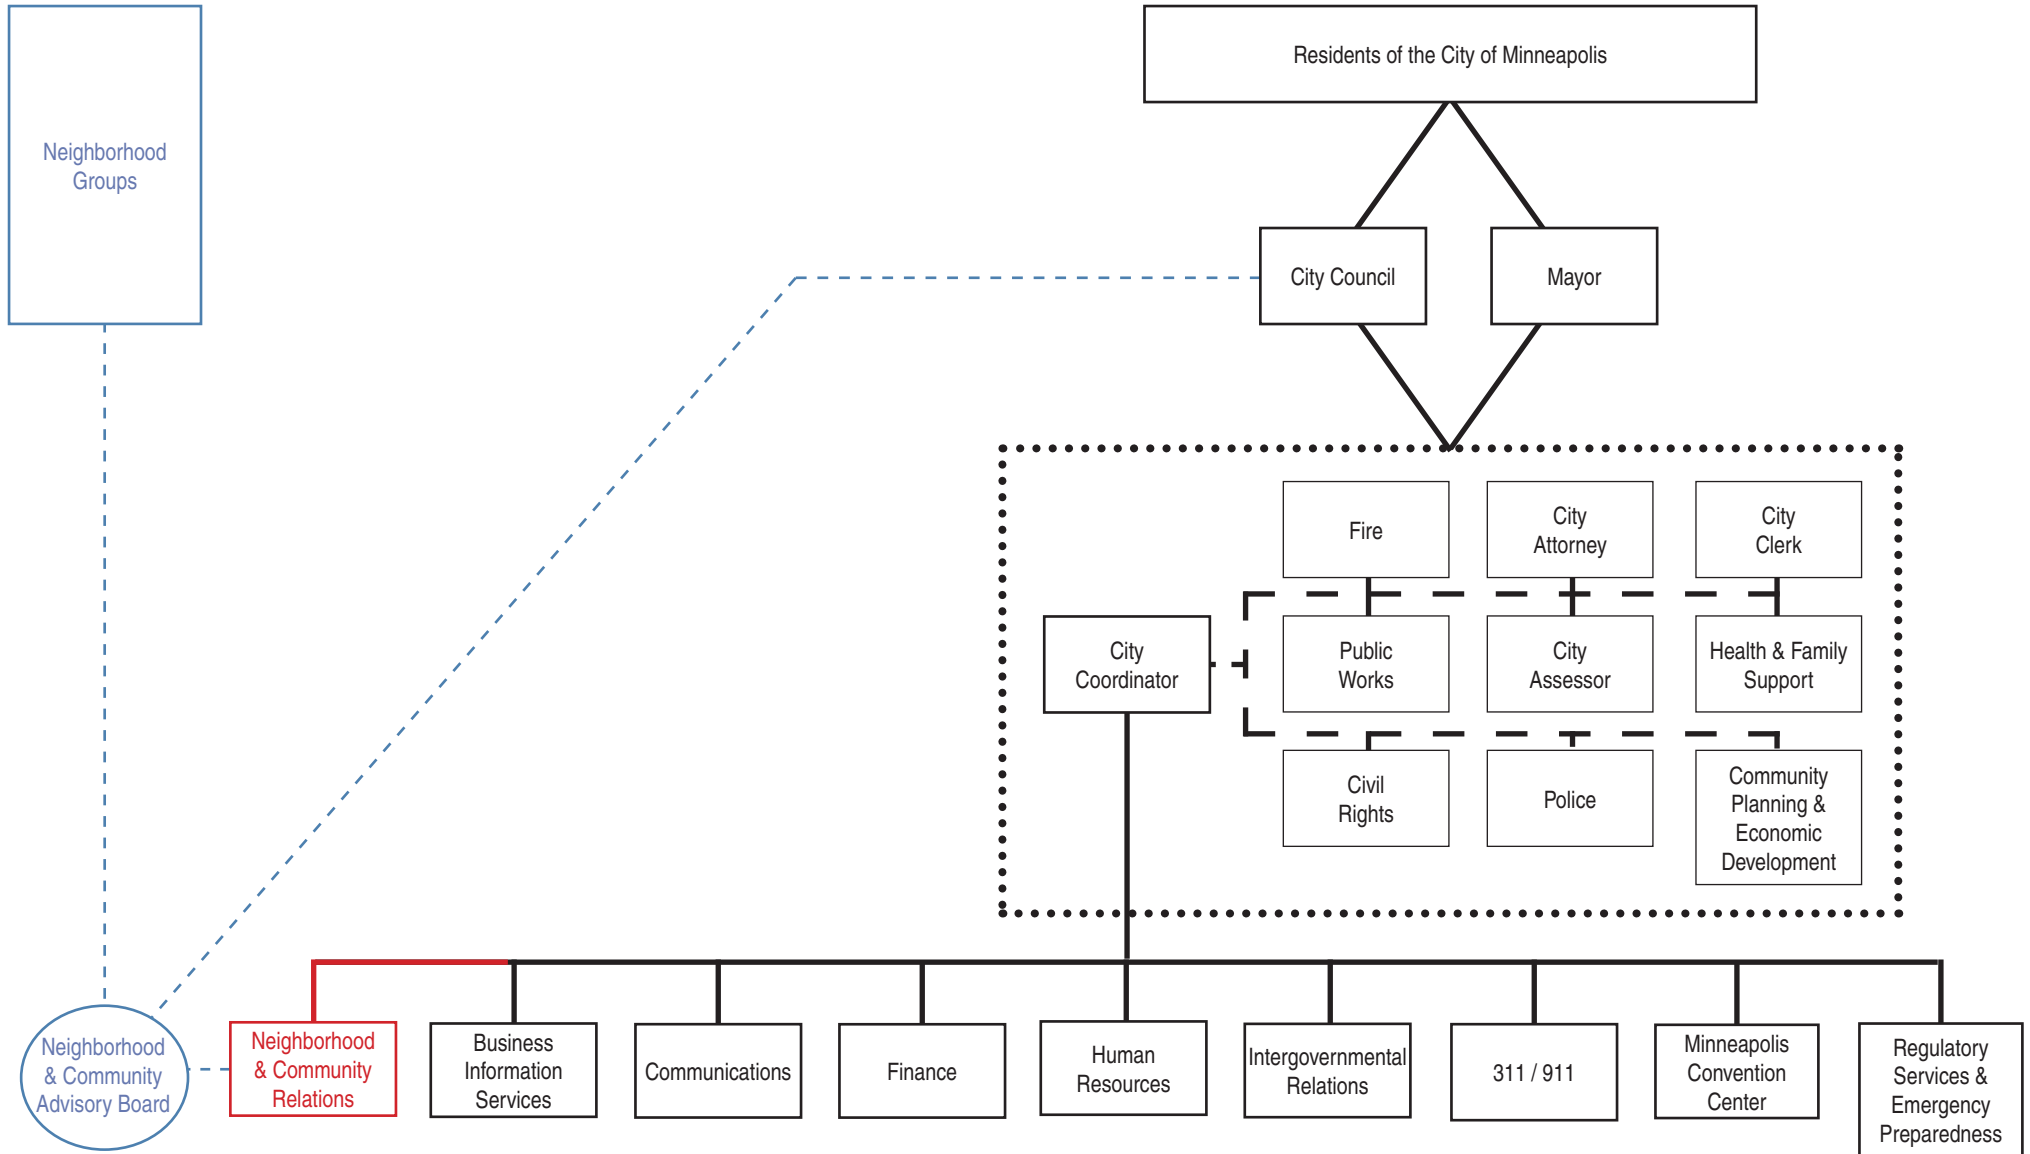 Residents of the City of Minneapolis
Neighborhood
Groups
City Council
Mayor
Fire
City
Attorney
City
Clerk
City
Coordinator
Public
Works
City
Assessor
Health & Family
Support
Civil
Rights
Police
Community
Planning &
Economic
Development
Neighborhood
& Community
Advisory Board
Neighborhood
& Community
Relations
Business
Information
Services
Communications
Finance
Human
Resources
Intergovernmental
Relations
311 / 911
Minneapolis
Convention
Center
Regulatory
Services &
Emergency
Preparedness